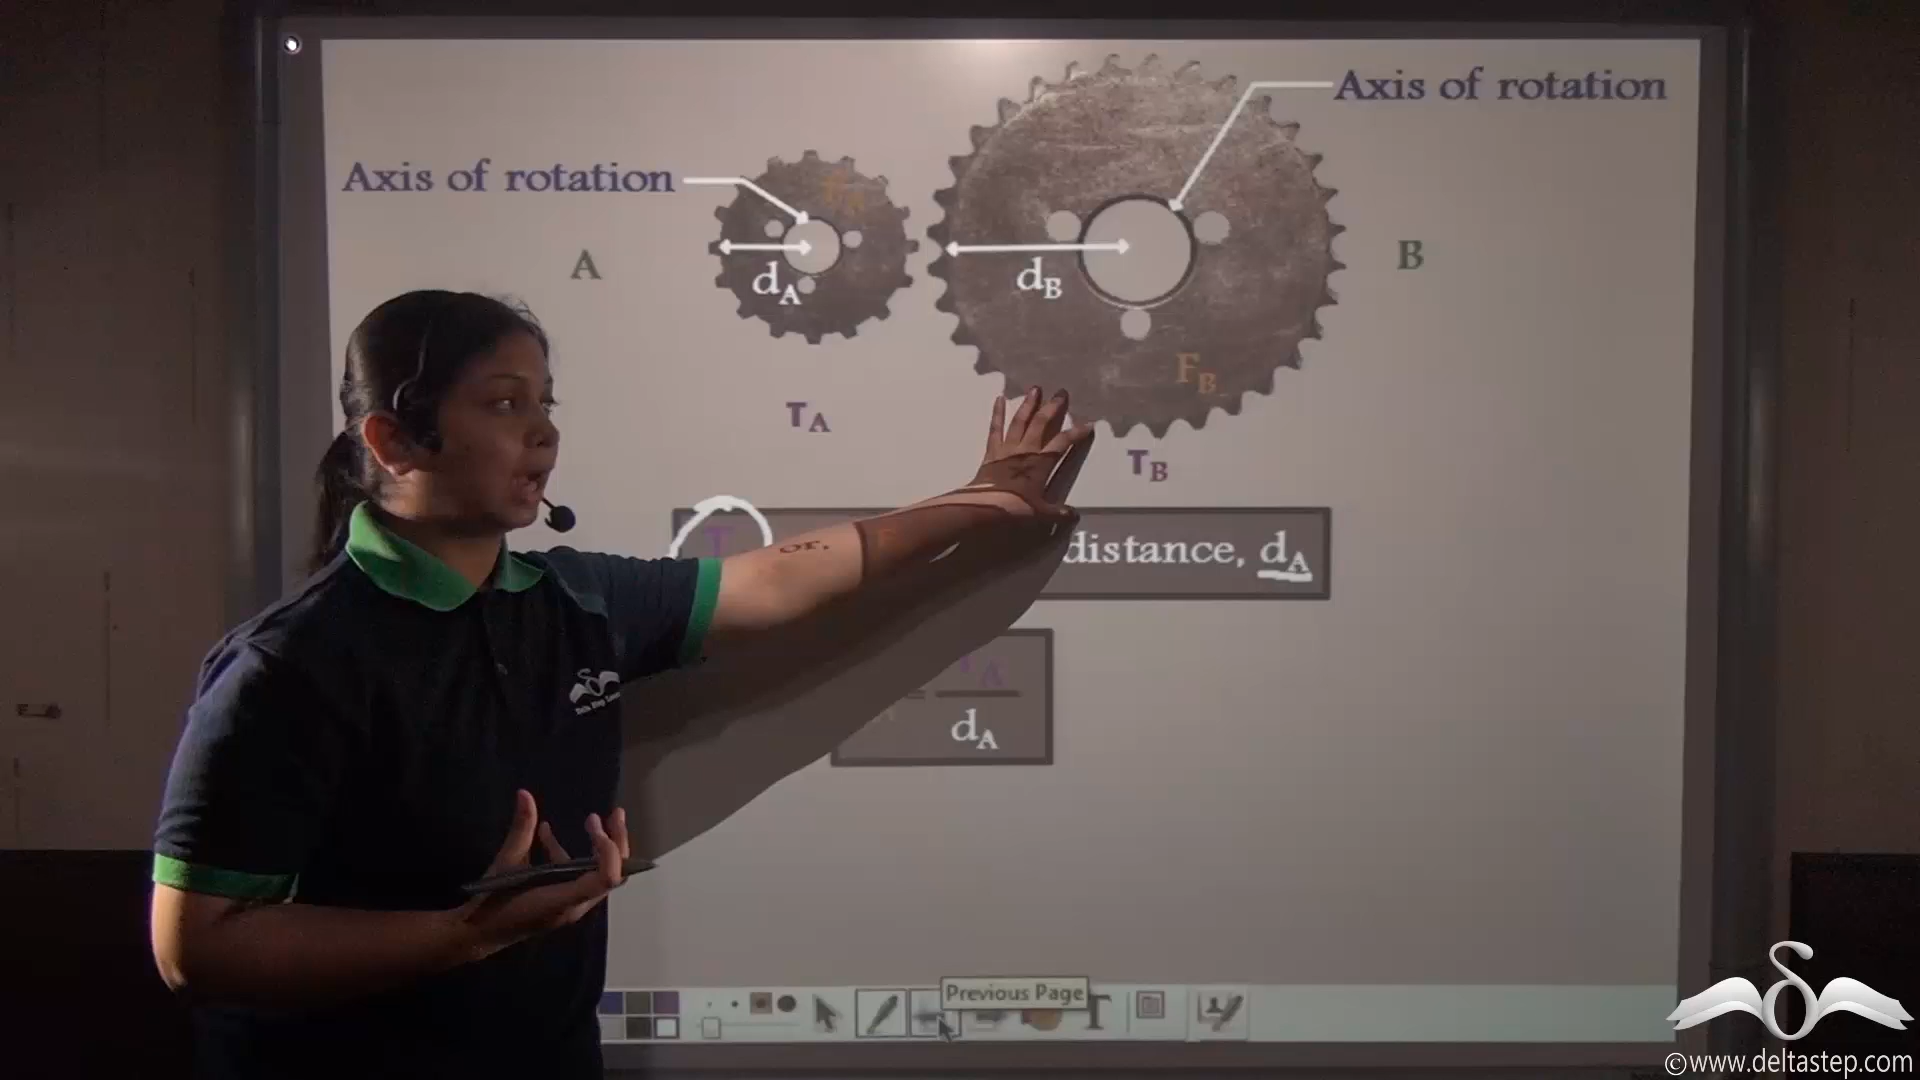 Axis of rotation
Axis of rotation
A
B
dA
dB
FB
TA
TB
or,
distance, dA
=
dA
Previous Page
T
©www.deltastep.com